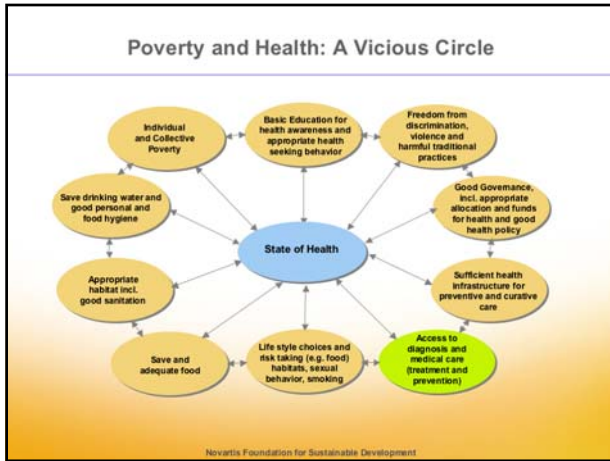 Poverty and Health: A Vicious Circle
Individual
and Collective
Poverty
Basic Education for
health awareness and
appropriate health
seeking behavior
Freedom from
discrimination,
violence and
harmful traditional
practices
Save drinking water and
good personal and
food hygiene
Good Governance,
incl. appropriate
allocation and funds
for health and good
health policy
State of Health
Appropriate
habitat incl.
good sanitation
Sufficient health
infrastructure for
preventive and curative
care
Save and
adequate food
Life style choices and
risk taking (e.g. food)
habitats, sexual
behavior, smoking
Access to
diagnosis and
medical care
(treatment and
prevention)
Novartis Foundation for Sustainable Development